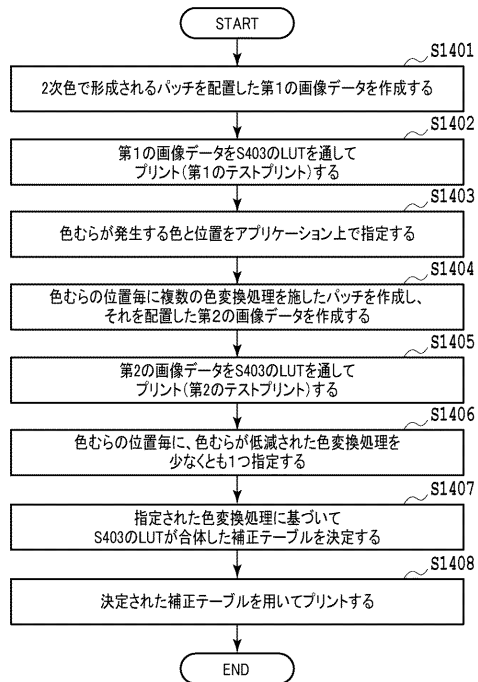 START
S1401
2次色で形成されるパッチを配置した第1の画像データを作成する
S1402
第1の画像データをS403のLUTを通して
プリント(第1のテストプリント)する
S1403
色むらが発生する色と位置をアプリケーション上で指定する
S1404
色むらの位置毎に複数の色変換処理を施したパッチを作成し、
それを配置した第2の画像データを作成する
S1405
第2の画像データをS403のLUTを通して
プリント(第2のテストプリント)する
S1406
色むらの位置毎に、色むらが低減された色変換処理を
少なくとも1つ指定する
S1407
指定された色変換処理に基づいて
S403のLUTが合体した補正テーブルを決定する
S1408
決定された補正テーブルを用いてプリントする
END